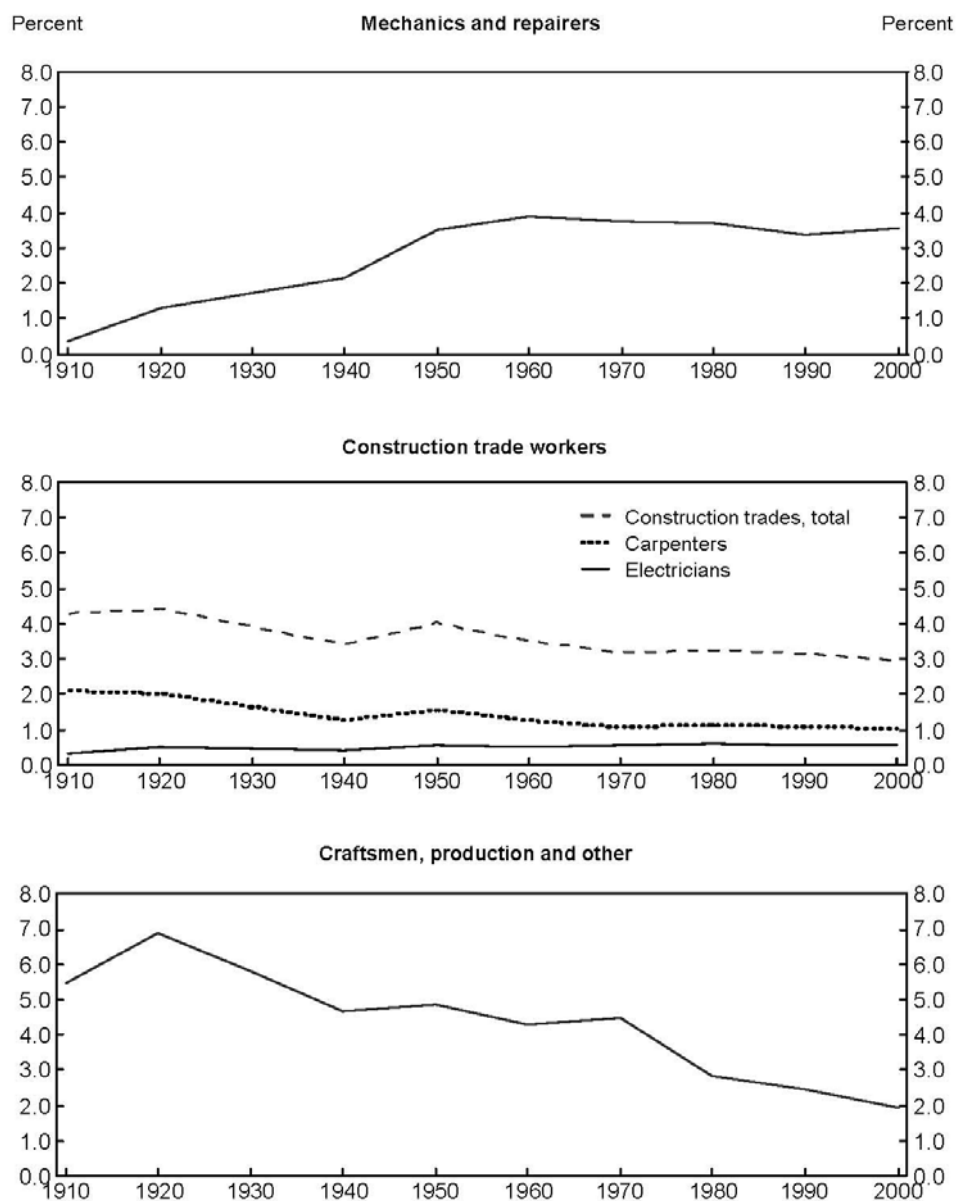 Percent Mechanics and repairers Percent
8.0 8.0
7.0 7.0
6.0 6.0
5.0 5.0
4.0 4.0
3.0 3.0
2.0 2.0
1.0 1.0
0.0 0.0
1910 1920 1930 1940 1950 1960 1970 1980 1990 2000
Construction trade workers
8.0 8.0
7.0 Construction trades, total 7.0
6.0 Carpenters 6.0
Electricians
5.0 5.0
4.0 4.0
3.0 3.0
2.0 2.0
1.0 1.0
0.0 0.0
1910 1920 1930 1940 1950 1960 1970 1980 1990 2000
Craftsmen, production and other
8.0 8.0
7.0 7.0
6.0 6.0
5.0 5.0
4.0 4.0
3.0 3.0
2.0 2.0
1.0 1.0
0.0 0.0
1910 1920 1930 1940 1950 1960 1970 1980 1990 2000